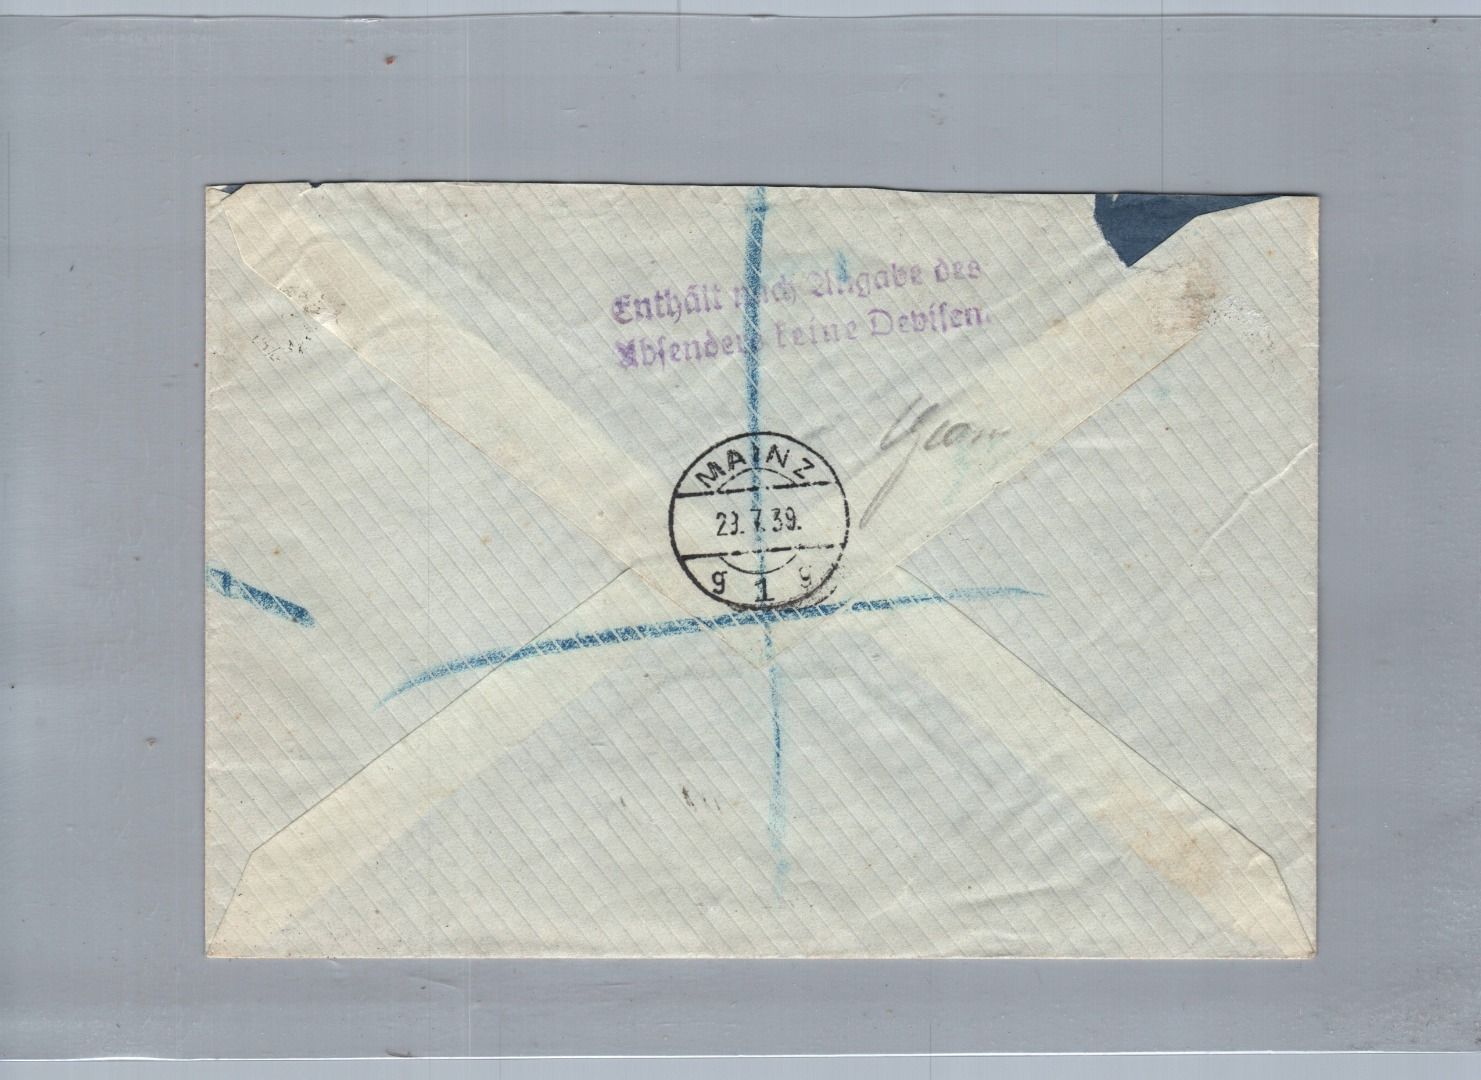 Enthält nach Angabe des
Absenders keine Devisen.
MAINZ
23.7.39.
g 1 g